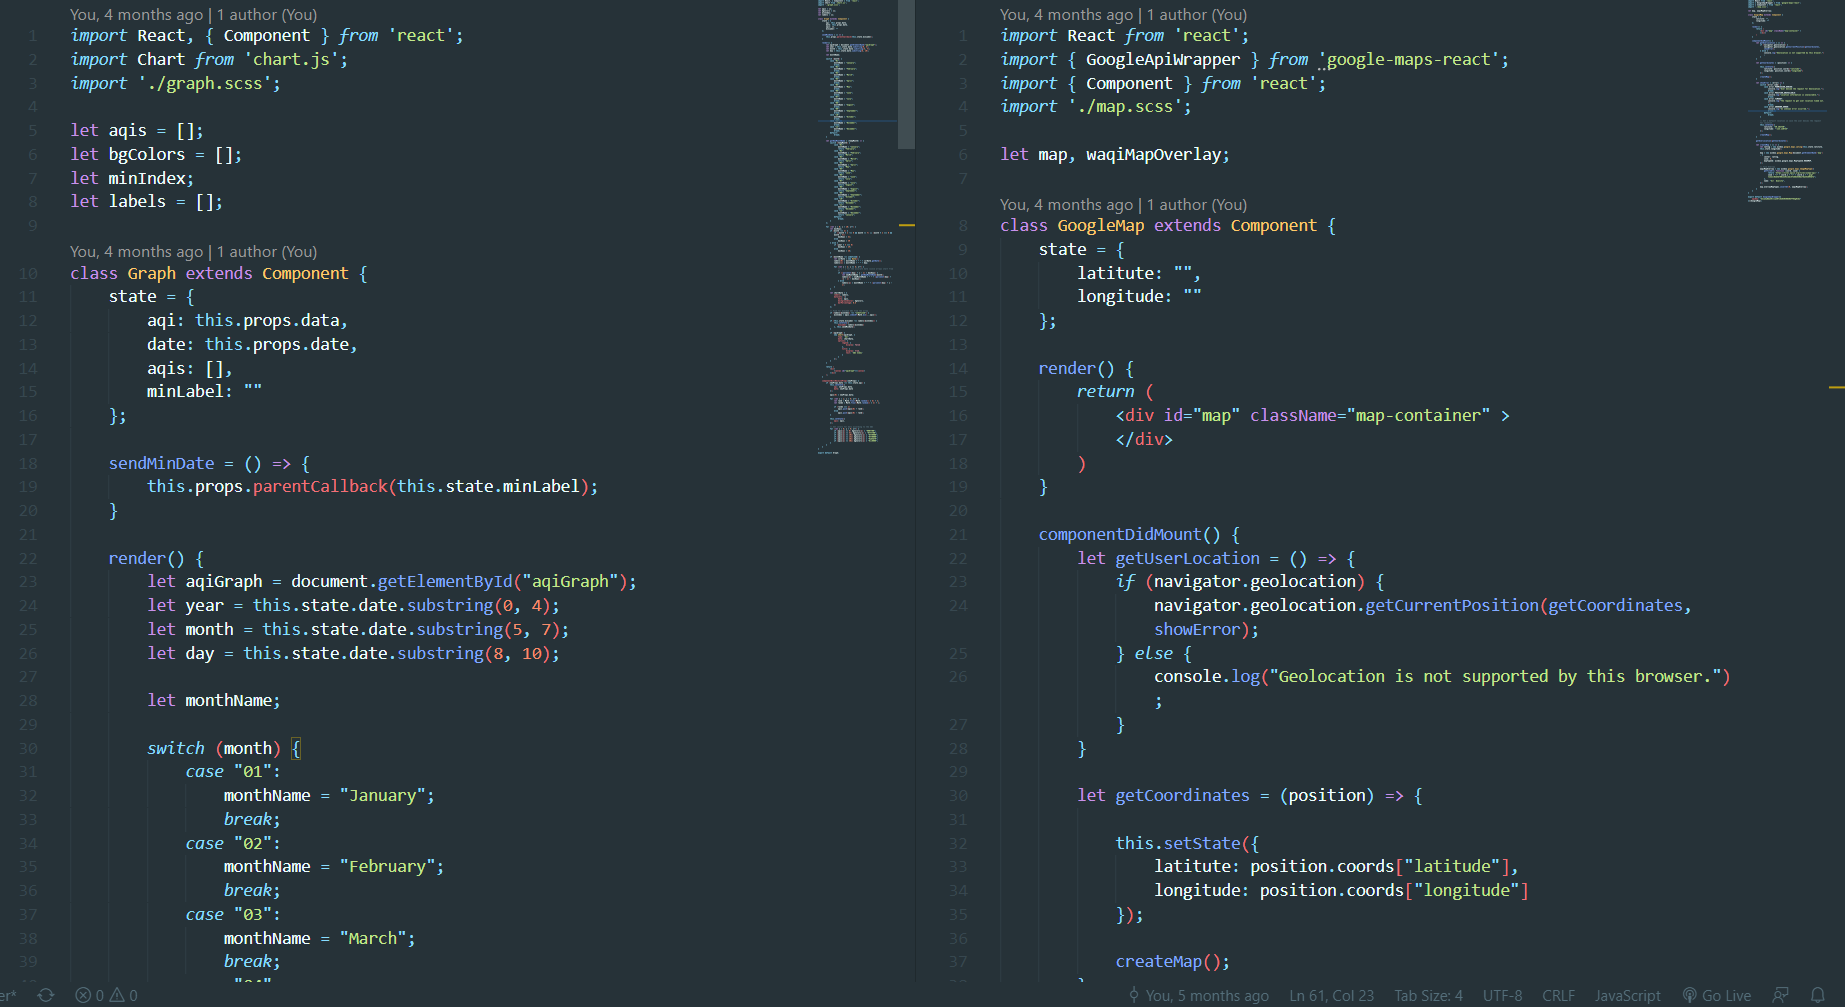 You, 4 months ago | 1 author (You)
1 import React, { Component } from 'react';
2 import Chart from 'chart.js';
3 import './graph.scss';
4
5 let aqis = [];
6 let bgColors = [];
7 let minIndex;
8 let labels = [];
9
You, 4 months ago | 1 author (You)
10 class Graph extends Component {
11 state = {
12 aqi: this.props.data,
13 date: this.props.date,
14 aqis: [],
15 minLabel: ""
16 };
17
18 sendMinDate = () => {
19 this.props.parentCallback(this.state.minLabel);
20 }
21
22 render() {
23 let aqiGraph = document.getElementById("aqiGraph");
24 let year = this.state.date.substring(0, 4);
25 let month = this.state.date.substring(5, 7);
26 let day = this.state.date.substring(8, 10);
27
28 let monthName;
29
30 switch (month) {
31 case "01":
32 monthName = "January";
33 break;
34 case "02":
35 monthName = "February";
36 break;
37 case "03":
38 monthName = "March";
39 break;
You, 4 months ago | 1 author (You)
1 import React from 'react';
2 import { GoogleApiWrapper } from 'google-maps-react';
3 import { Component } from 'react';
4 import './map.scss';
5
6 let map, waqiMapOverlay;
7
You, 4 months ago | 1 author (You)
8 class GoogleMap extends Component {
9 state = {
10 latitute: "",
11 longitude: ""
12 };
13
14 render() {
15 return (
16 <div id="map" className="map-container" >
17 </div>
18 )
19 }
20
21 componentDidMount() {
22 let getUserLocation = () => {
23 if (navigator.geolocation) {
24 navigator.geolocation.getCurrentPosition(getCoordinates,
showError);
25 } else {
26 console.log("Geolocation is not supported by this browser.")
;
27 }
28 }
29
30 let getCoordinates = (position) => {
31
32 this.setState({
33 latitute: position.coords["latitude"],
34 longitude: position.coords["longitude"]
35 });
36
37 createMap();
er* 0 0 You, 5 months ago Ln 61, Col 23 Tab Size: 4 UTF-8 CRLF JavaScript Go Live